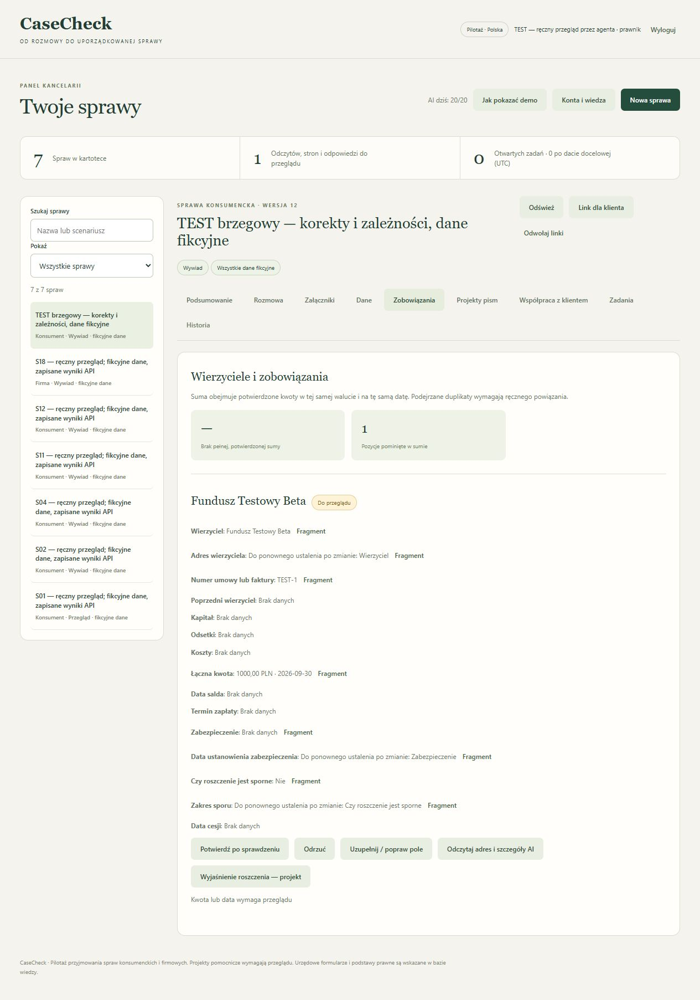 CaseCheck
OD ROZMOWY DO UPORZĄDKOWANEJ SPRAWY
Pilotaż · Polska
TEST — ręczny przegląd przez agenta · prawnik
Wyloguj
PANEL KANCELARII
Twoje sprawy
AI dziś: 20/20
Jak pokazać demo
Konta i wiedza
Nowa sprawa
7
Spraw w kartotece
1
Odczytów, stron i odpowiedzi do
przeglądu
0
Otwartych zadań · 0 po dacie docelowej
(UTC)
Szukaj sprawy
Nazwa lub scenariusz
Pokaż
Wszystkie sprawy
7 z 7 spraw
TEST brzegowy — korekty i
zależności, dane fikcyjne
Konsument · Wywiad · fikcyjne dane
S18 — ręczny przegląd; fikcyjne dane,
zapisane wyniki API
Firma · Wywiad · fikcyjne dane
S12 — ręczny przegląd; fikcyjne dane,
zapisane wyniki API
Konsument · Wywiad · fikcyjne dane
S11 — ręczny przegląd; fikcyjne dane,
zapisane wyniki API
Konsument · Wywiad · fikcyjne dane
S04 — ręczny przegląd; fikcyjne
dane, zapisane wyniki API
Konsument · Wywiad · fikcyjne dane
S02 — ręczny przegląd; fikcyjne
dane, zapisane wyniki API
Konsument · Wywiad · fikcyjne dane
S01 — ręczny przegląd; fikcyjne dane,
zapisane wyniki API
Konsument · Przegląd · fikcyjne dane
SPRAWA KONSUMENCKA · WERSJA 12
TEST brzegowy — korekty i zależności, dane
fikcyjne
Odśwież
Link dla klienta
Odwołaj linki
Wywiad
Wszystkie dane fikcyjne
Podsumowanie
Rozmowa
Załączniki
Dane
Zobowiązania
Projekty pism
Współpraca z klientem
Zadania
Historia
Wierzyciele i zobowiązania
Suma obejmuje potwierdzone kwoty w tej samej walucie i na tę samą datę. Podejrzane duplikaty wymagają ręcznego powiązania.
—
Brak pełnej, potwierdzonej sumy
1
Pozycje pominięte w sumie
Fundusz Testowy Beta
Do przeglądu
Wierzyciel: Fundusz Testowy Beta Fragment
Adres wierzyciela: Do ponownego ustalenia po zmianie: Wierzyciel Fragment
Numer umowy lub faktury: TEST-1 Fragment
Poprzedni wierzyciel: Brak danych
Kapitał: Brak danych
Odsetki: Brak danych
Koszty: Brak danych
Łączna kwota: 1000,00 PLN · 2026-09-30 Fragment
Data salda: Brak danych
Termin zapłaty: Brak danych
Zabezpieczenie: Brak danych Fragment
Data ustanowienia zabezpieczenia: Do ponownego ustalenia po zmianie: Zabezpieczenie Fragment
Czy roszczenie jest sporne: Nie Fragment
Zakres sporu: Do ponownego ustalenia po zmianie: Czy roszczenie jest sporne Fragment
Data cesji: Brak danych
Potwierdź po sprawdzeniu
Odrzuć
Uzupełnij / popraw pole
Odczytaj adres i szczegóły AI
Wyjaśnienie roszczenia — projekt
Kwota lub data wymaga przeglądu
CaseCheck · Pilotaż przyjmowania spraw konsumenckich i firmowych. Projekty pomocnicze wymagają przeglądu. Urzędowe formularze i podstawy prawne są wskazane w bazie
wiedzy.